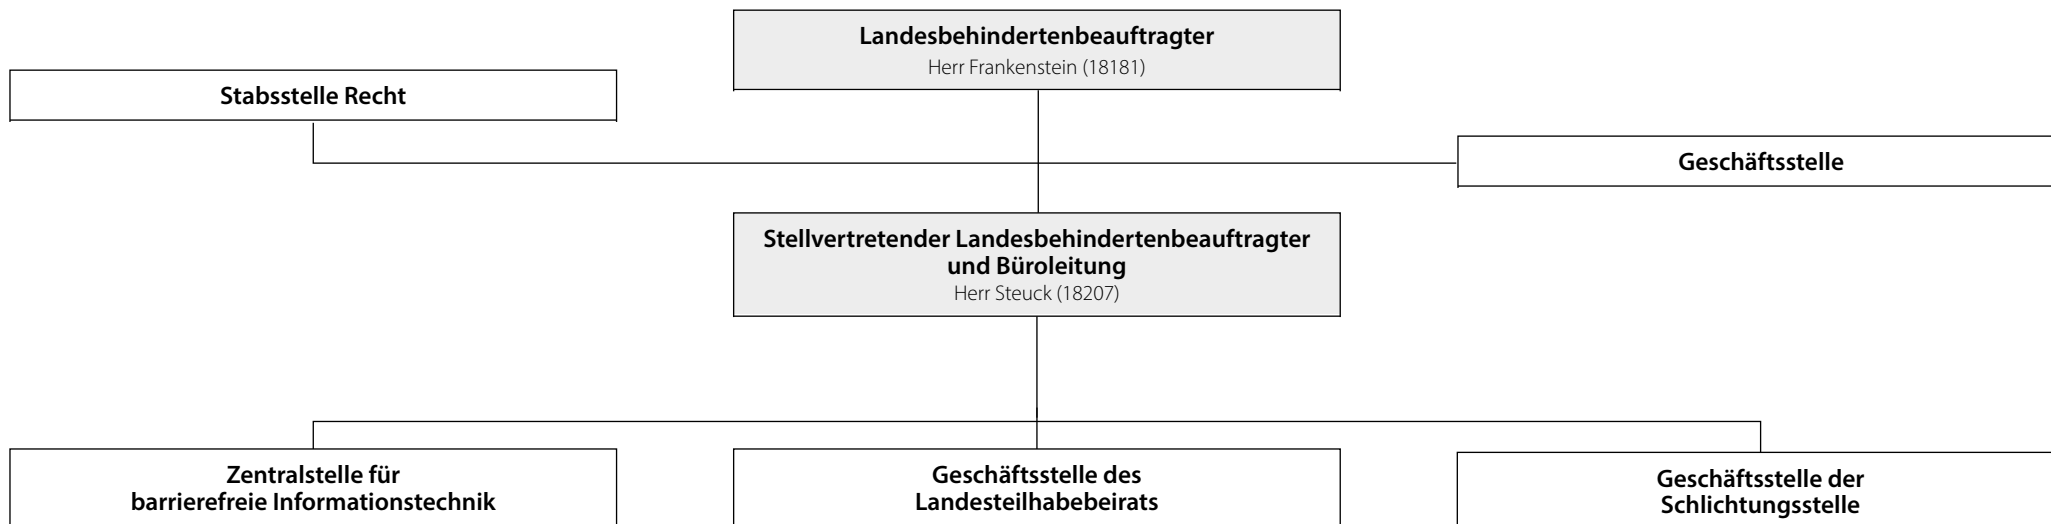 Landesbehindertenbeauftragter
Herr Frankenstein (18181)
Stabsstelle Recht
Geschäftsstelle
Stellvertretender Landesbehindertenbeauftragter
und Büroleitung
Herr Steuck (18207)
Zentralstelle für
barrierefreie Informationstechnik
Geschäftsstelle des
Landesteilhabebeirats
Geschäftsstelle der
Schlichtungsstelle